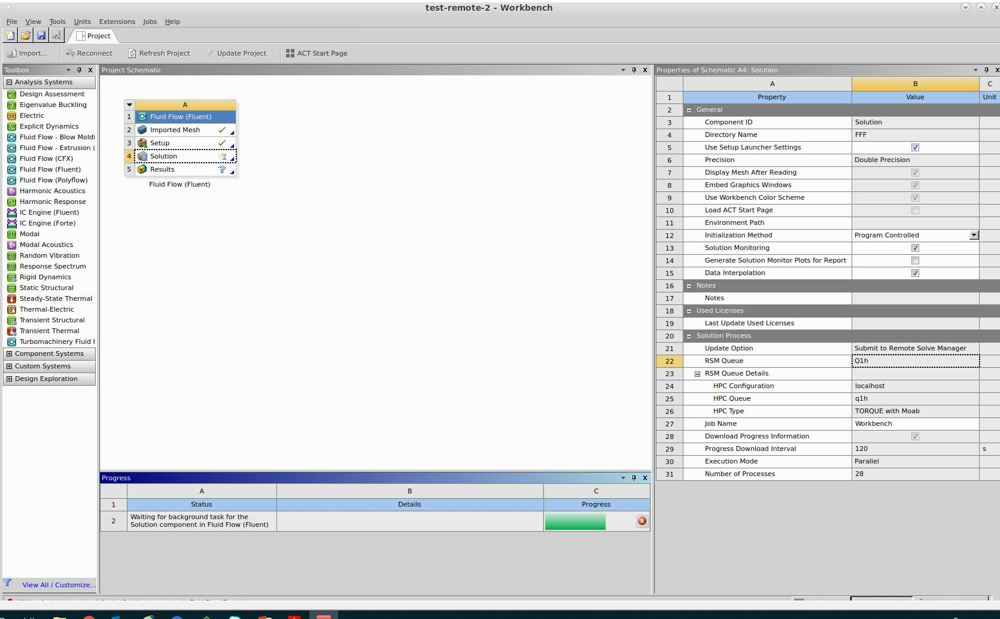 test-remote-2 - Workbench
File View Tools Units Extensions Jobs Help
Project
Import... Reconnect Refresh Project Update Project ACT Start Page
Toolbox
Analysis Systems
Design Assessment
Eigenvalue Buckling
Electric
Explicit Dynamics
Fluid Flow - Blow Moldi
Fluid Flow - Extrusion (
Fluid Flow (CFX)
Fluid Flow (Fluent)
Fluid Flow (Polyflow)
Harmonic Acoustics
Harmonic Response
IC Engine (Fluent)
IC Engine (Forte)
Modal
Modal Acoustics
Random Vibration
Response Spectrum
Rigid Dynamics
Static Structural
Steady-State Thermal
Thermal-Electric
Transient Structural
Transient Thermal
Turbomachinery Fluid
Component Systems
Custom Systems
Design Exploration
View All / Customize...
Project Schematic
A
1 Fluid Flow (Fluent)
2 Imported Mesh
3 Setup
4 Solution
5 Results ?
Fluid Flow (Fluent)
Progress
A B C
1 Status Details Progress
2 Waiting for background task for the
Solution component in Fluid Flow (Fluent)
Properties of Schematic A4: Solution
A B C
1 Property Value Unit
2 General
3 Component ID Solution
4 Directory Name FFF
5 Use Setup Launcher Settings
6 Precision Double Precision
7 Display Mesh After Reading
8 Embed Graphics Windows
9 Use Workbench Color Scheme
10 Load ACT Start Page
11 Environment Path
12 Initialization Method Program Controlled
13 Solution Monitoring
14 Generate Solution Monitor Plots for Report
15 Data Interpolation
16 Notes
17 Notes
18 Used Licenses
19 Last Update Used Licenses
20 Solution Process
21 Update Option Submit to Remote Solve Manager
22 RSM Queue Q1h
23 RSM Queue Details
24 HPC Configuration localhost
25 HPC Queue q1h
26 HPC Type TORQUE with Moab
27 Job Name Workbench
28 Download Progress Information
29 Progress Download Interval 120 s
30 Execution Mode Parallel
31 Number of Processes 28